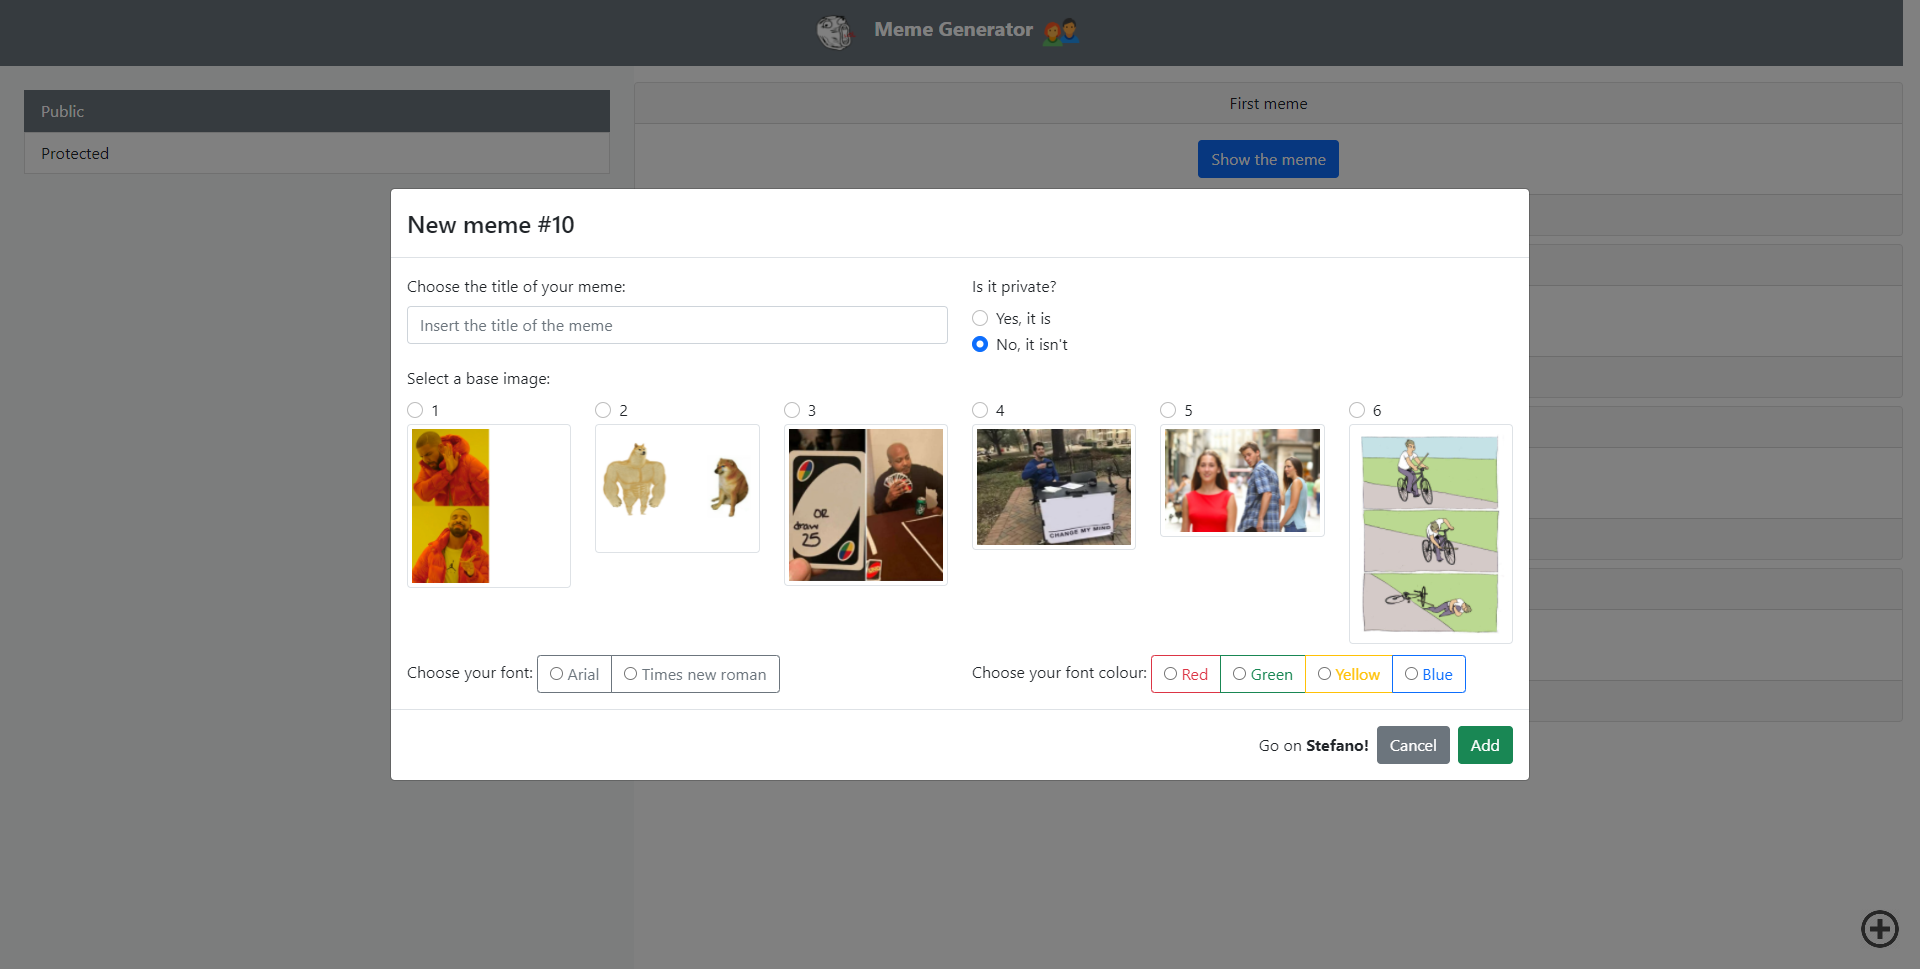 Meme Generator
Public
Protected
First meme
Show the meme
New meme #10
Choose the title of your meme:
Insert the title of the meme
Is it private?
Yes, it is
No, it isn't
Select a base image:
1
2
3
4
5
6
OR
draw
25
CHANGE MY MIND
Choose your font:
Arial
Times new roman
Choose your font colour:
Red
Green
Yellow
Blue
Go on Stefano!
Cancel
Add